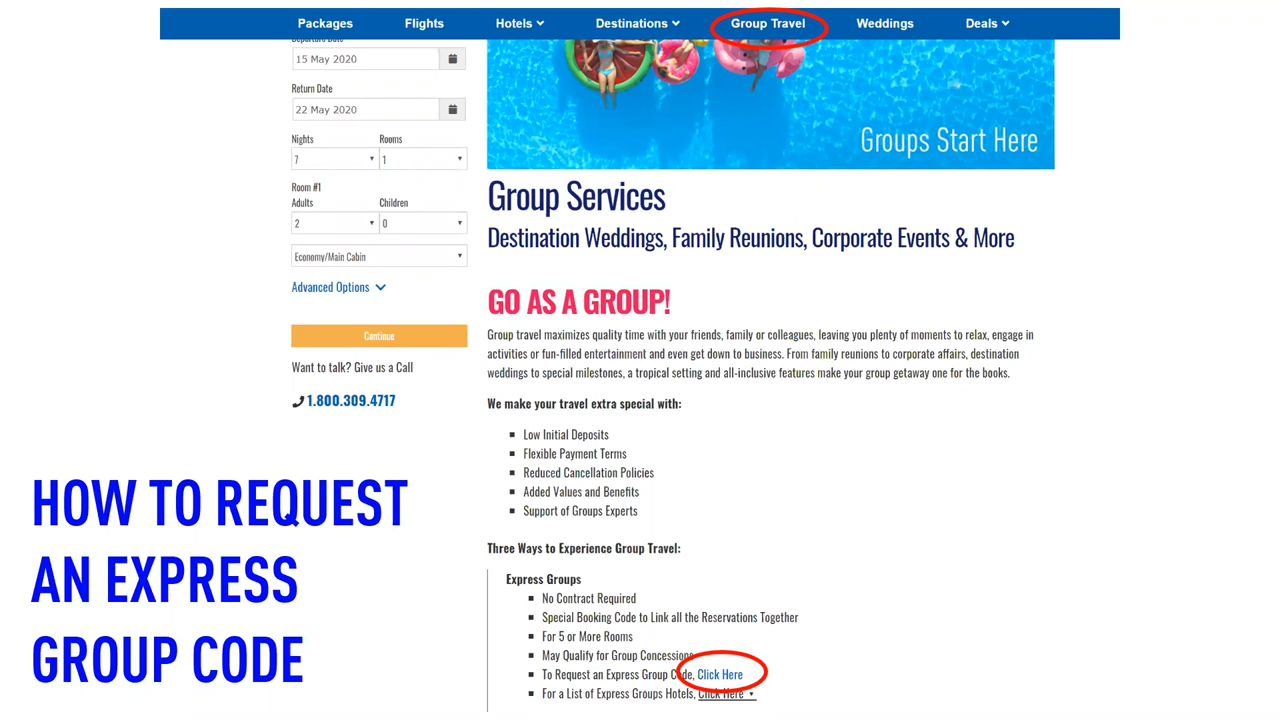 Packages Flights Hotels Destinations Group Travel Weddings Deals
Departure Date
15 May 2020
Return Date
22 May 2020
Nights Rooms
7 1
Room #1
Adults Children
2 0
Economy/Main Cabin
Advanced Options
Continue
Want to talk? Give us a Call
1.800.309.4717
HOW TO REQUEST
AN EXPRESS
GROUP CODE
Groups Start Here
Group Services
Destination Weddings, Family Reunions, Corporate Events & More
GO AS A GROUP!
Group travel maximizes quality time with your friends, family or colleagues, leaving you plenty of moments to relax, engage in
activities or fun-filled entertainment and even get down to business. From family reunions to corporate affairs, destination
weddings to special milestones, a tropical setting and all-inclusive features make your group getaway one for the books.
We make your travel extra special with:
Low Initial Deposits
Flexible Payment Terms
Reduced Cancellation Policies
Added Values and Benefits
Support of Groups Experts
Three Ways to Experience Group Travel:
Express Groups
No Contract Required
Special Booking Code to Link all the Reservations Together
For 5 or More Rooms
May Qualify for Group Concessions
To Request an Express Group Code, Click Here
For a List of Express Groups Hotels, Click Here